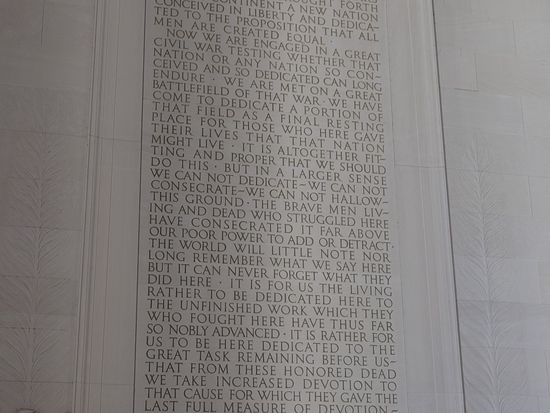 CONTINENT A NEW NATION
CONCEIVED IN LIBERTY AND DEDICA-
TED TO THE PROPOSITION THAT ALL
MEN ARE CREATED EQUAL ·
NOW WE ARE ENGAGED IN A GREAT
CIVIL WAR TESTING WHETHER THAT
NATION OR ANY NATION SO CON-
CEIVED AND SO DEDICATED CAN LONG
ENDURE · WE ARE MET ON A GREAT
BATTLEFIELD OF THAT WAR · WE HAVE
COME TO DEDICATE A PORTION OF
THAT FIELD AS A FINAL RESTING
PLACE FOR THOSE WHO HERE GAVE
THEIR LIVES THAT THAT NATION
MIGHT LIVE · IT IS ALTOGETHER FIT-
TING AND PROPER THAT WE SHOULD
DO THIS · BUT IN A LARGER SENSE
WE CAN NOT DEDICATE~WE CAN NOT
CONSECRATE~WE CAN NOT HALLOW~
THIS GROUND · THE BRAVE MEN LIV-
ING AND DEAD WHO STRUGGLED HERE
HAVE CONSECRATED IT FAR ABOVE
OUR POOR POWER TO ADD OR DETRACT ·
THE WORLD WILL LITTLE NOTE NOR
LONG REMEMBER WHAT WE SAY HERE
BUT IT CAN NEVER FORGET WHAT THEY
DID HERE · IT IS FOR US THE LIVING
RATHER TO BE DEDICATED HERE TO
THE UNFINISHED WORK WHICH THEY
WHO FOUGHT HERE HAVE THUS FAR
SO NOBLY ADVANCED · IT IS RATHER FOR
US TO BE HERE DEDICATED TO THE
GREAT TASK REMAINING BEFORE US~
THAT FROM THESE HONORED DEAD
WE TAKE INCREASED DEVOTION TO
THAT CAUSE FOR WHICH THEY GAVE THE
LAST FULL MEASURE OF DEVOTION~